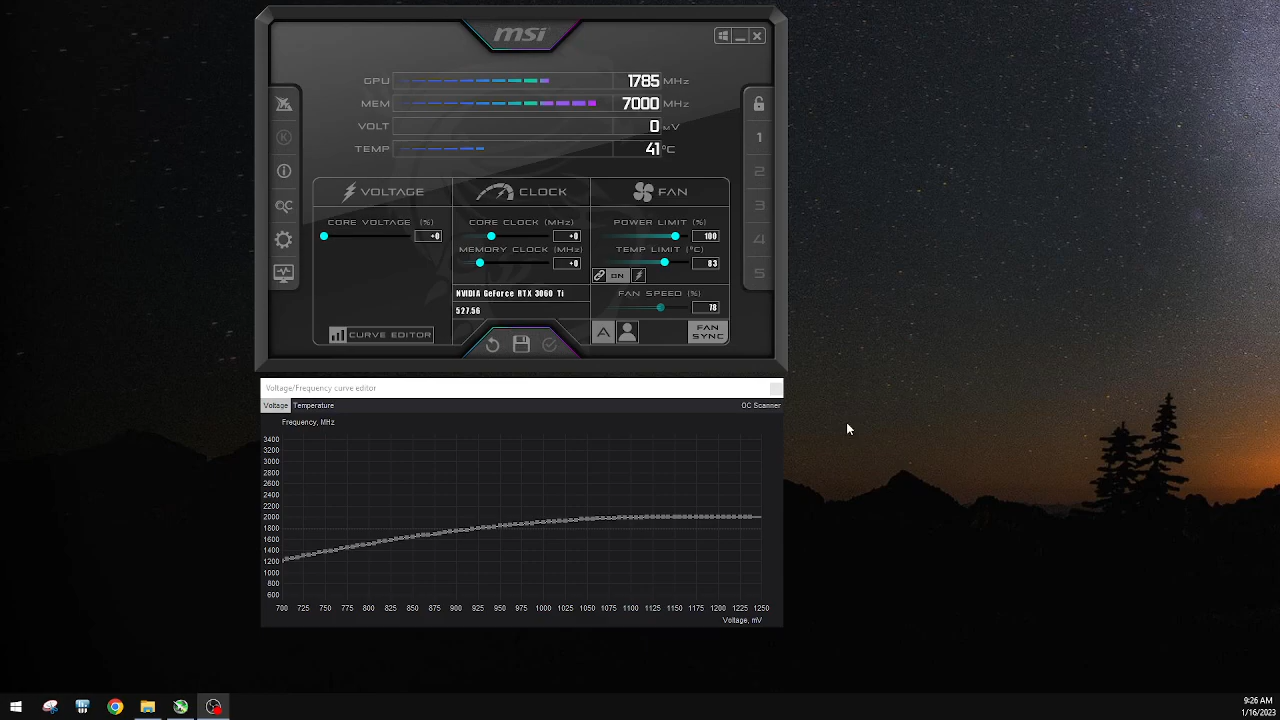 msi
GPU 1785 MHz
MEM 7000 MHz
VOLT 0 MV
TEMP 41 °C
K
1
2
3
4
5
VOLTAGE
CORE VOLTAGE (%)
+0
CURVE EDITOR
CLOCK
CORE CLOCK (MHz)
+0
MEMORY CLOCK (MHz)
+0
NVIDIA GeForce RTX 3060 Ti
527.56
FAN
POWER LIMIT (%)
100
TEMP LIMIT (°C)
83
ON
FAN SPEED (%)
78
A
FAN SYNC
Voltage/Frequency curve editor
Voltage Temperature OC Scanner
Frequency, MHz
3400
3200
3000
2800
2600
2400
2200
2000
1800
1600
1400
1200
1000
800
600
700 725 750 775 800 825 850 875 900 925 950 975 1000 1025 1050 1075 1100 1125 1150 1175 1200 1225 1250
Voltage, mV
9:26 AM
1/16/2023